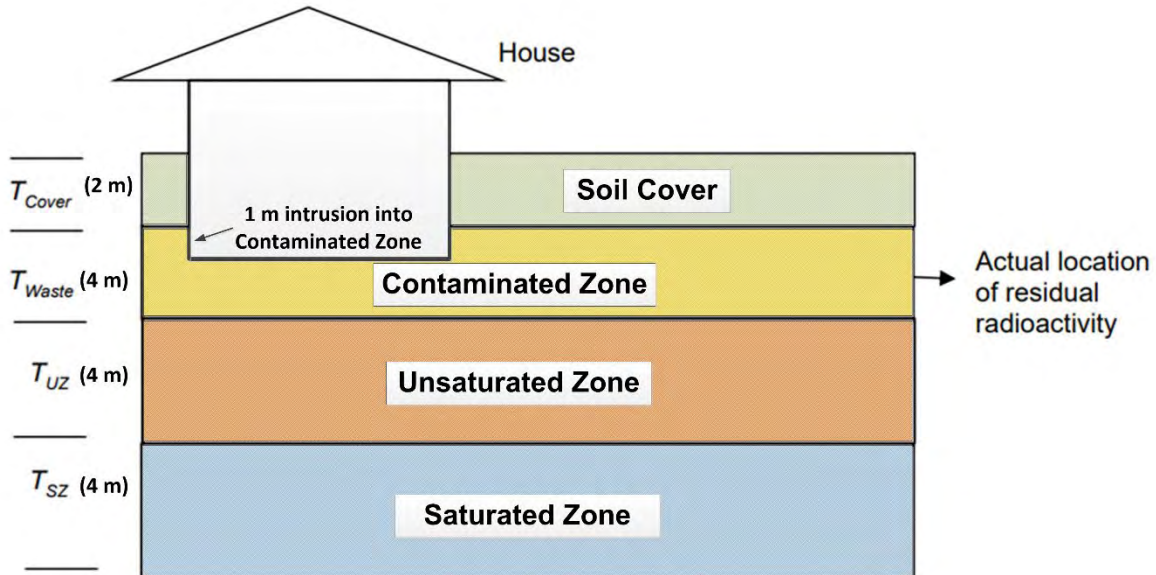 House
T_Cover (2 m)
Soil Cover
1 m intrusion into
Contaminated Zone
T_Waste (4 m)
Contaminated Zone
Actual location
of residual
radioactivity
T_UZ (4 m)
Unsaturated Zone
T_SZ (4 m)
Saturated Zone